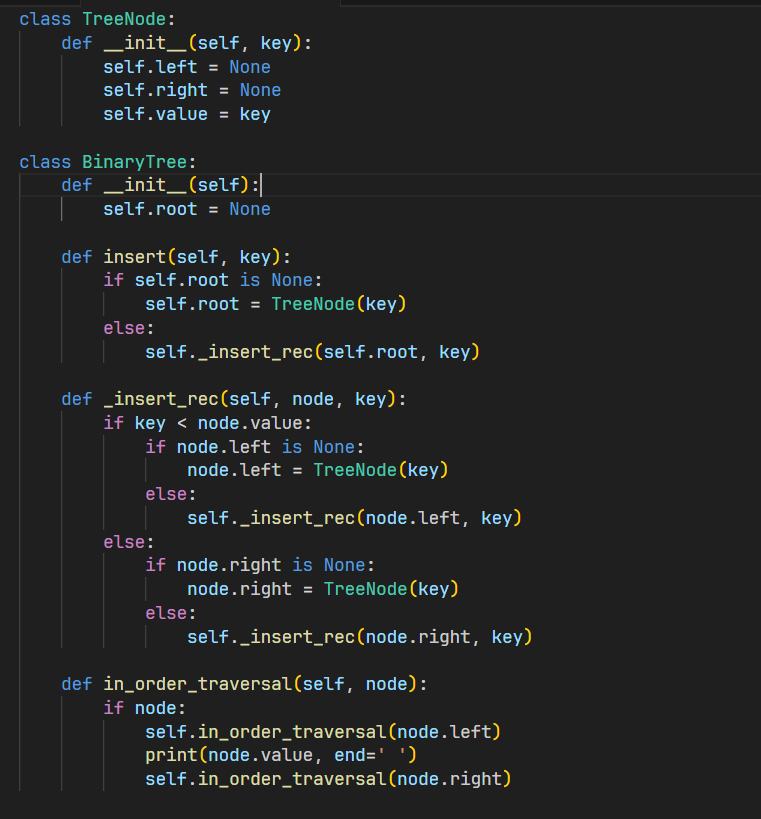 class TreeNode:
    def __init__(self, key):
        self.left = None
        self.right = None
        self.value = key

class BinaryTree:
    def __init__(self):
        self.root = None

    def insert(self, key):
        if self.root is None:
            self.root = TreeNode(key)
        else:
            self._insert_rec(self.root, key)

    def _insert_rec(self, node, key):
        if key < node.value:
            if node.left is None:
                node.left = TreeNode(key)
            else:
                self._insert_rec(node.left, key)
        else:
            if node.right is None:
                node.right = TreeNode(key)
            else:
                self._insert_rec(node.right, key)

    def in_order_traversal(self, node):
        if node:
            self.in_order_traversal(node.left)
            print(node.value, end=' ')
            self.in_order_traversal(node.right)